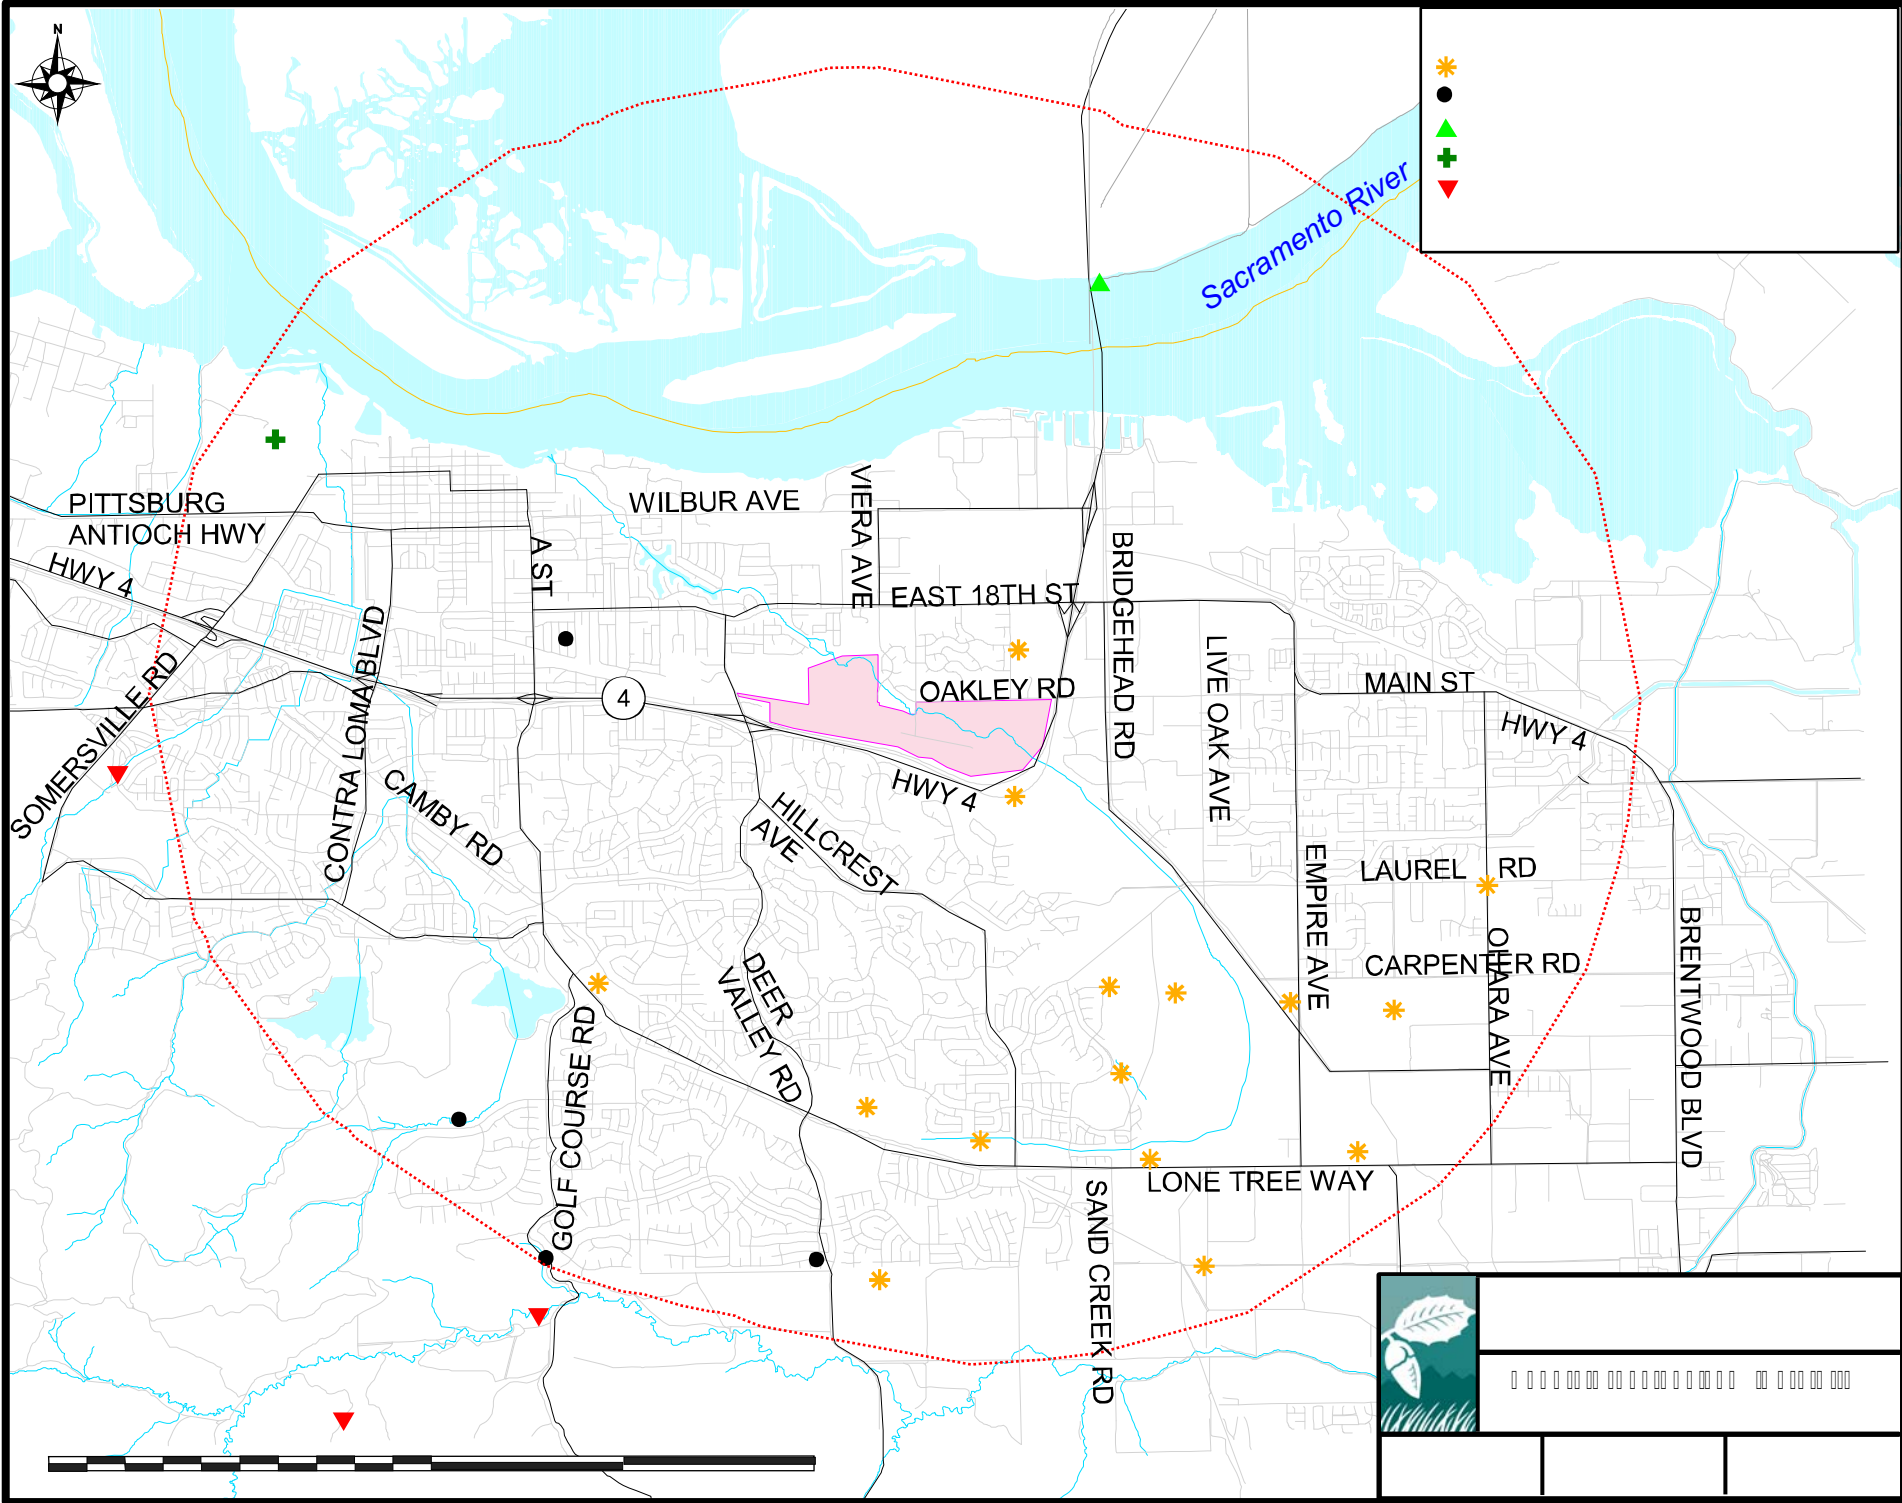 N
Sacramento River
PITTSBURG
ANTIOCH HWY
HWY 4
WILBUR AVE
VIERA AVE
A ST
EAST 18TH ST
BRIDGEHEAD RD
OAKLEY RD
4
LIVE OAK AVE
MAIN ST
HWY 4
SOMERSVILLE RD
CONTRA LOMA BLVD
CAMBY RD
HWY 4
HILLCREST
AVE
EMPIRE AVE
LAUREL RD
CARPENTER RD
OHARA AVE
BRENTWOOD BLVD
DEER
VALLEY RD
GOLF COURSE RD
LONE TREE WAY
SAND CREEK RD